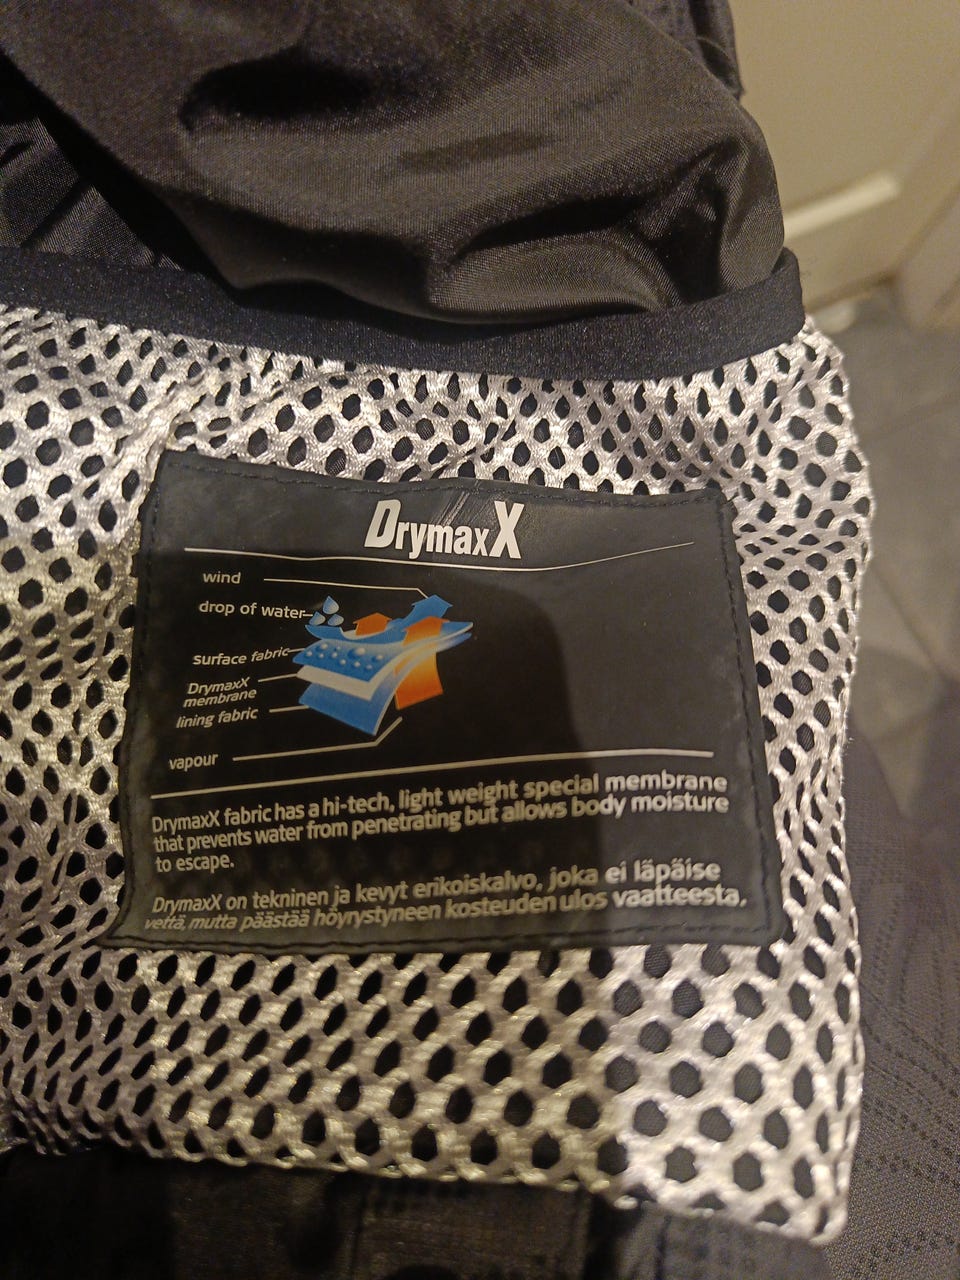 DrymaxX
wind
drop of water
surface fabric
DrymaxX
membrane
lining fabric
vapour
DrymaxX fabric has a hi-tech, light weight special membrane
that prevents water from penetrating but allows body moisture
to escape.
DrymaxX on tekninen ja kevyt erikoiskalvo, joka ei läpäise
vettä, mutta päästää höyrystyneen kosteuden ulos vaatteesta.